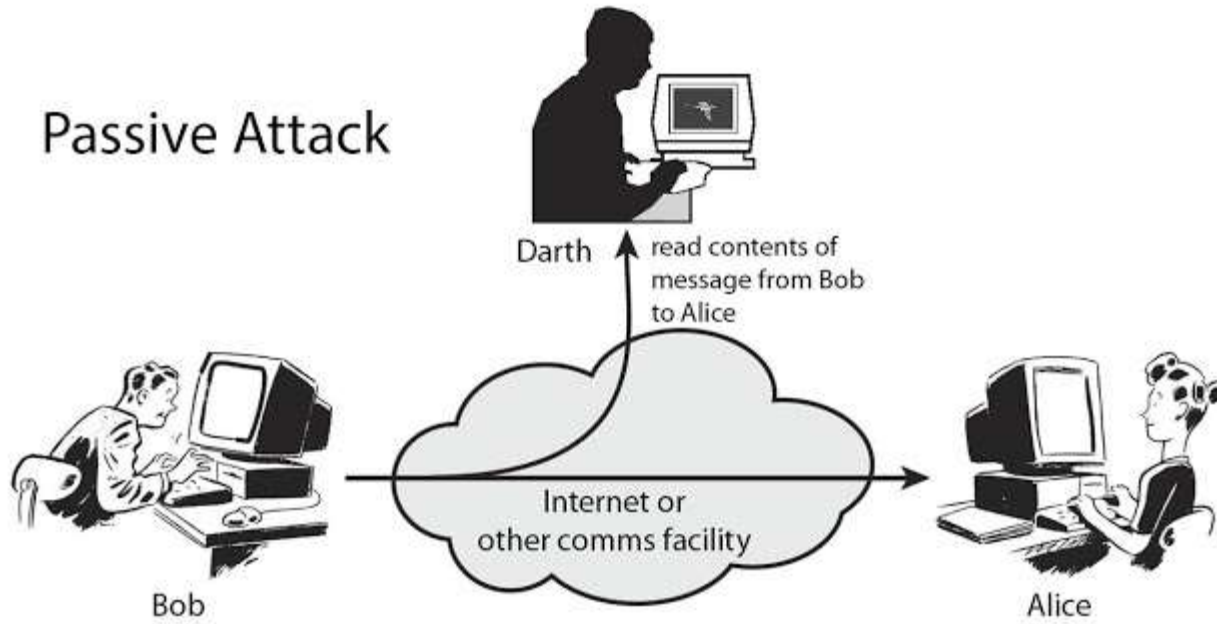 Passive Attack
Darth
read contents of
message from Bob
to Alice
Internet or
other comms facility
Bob
Alice